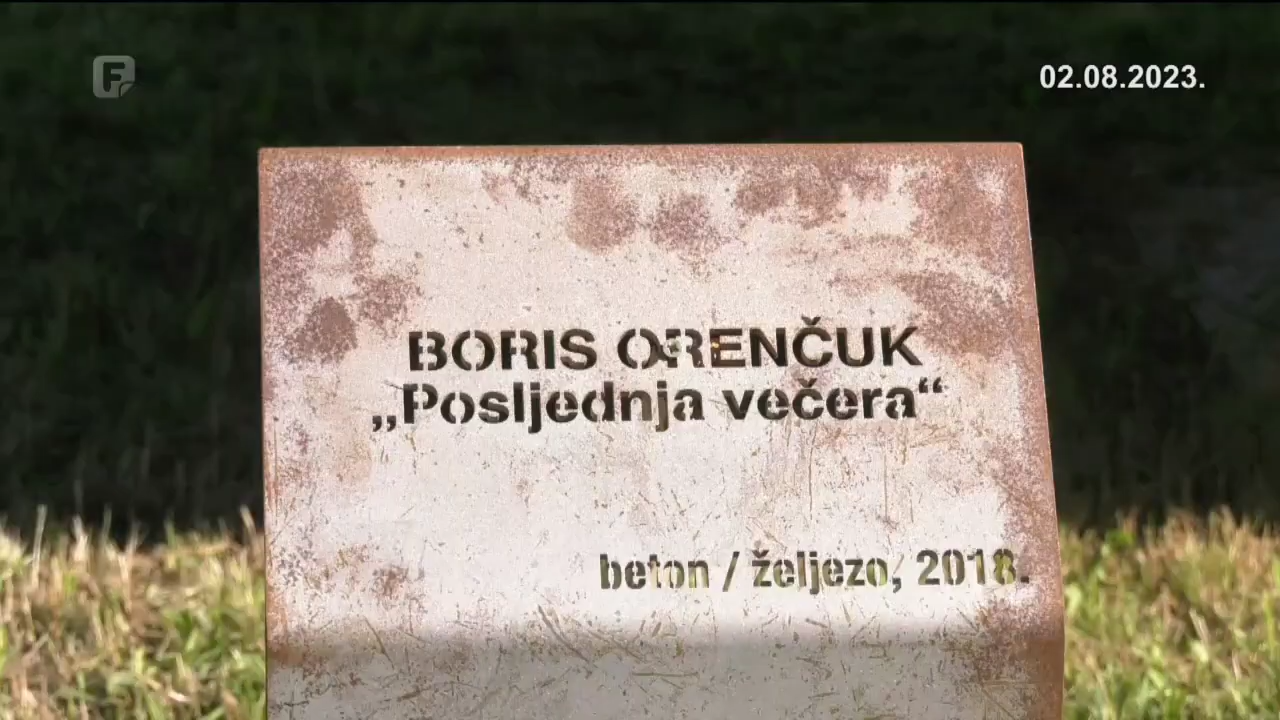 F
02.08.2023.
BORIS ORENČUK
„Posljednja večera“
beton / željezo, 2018.